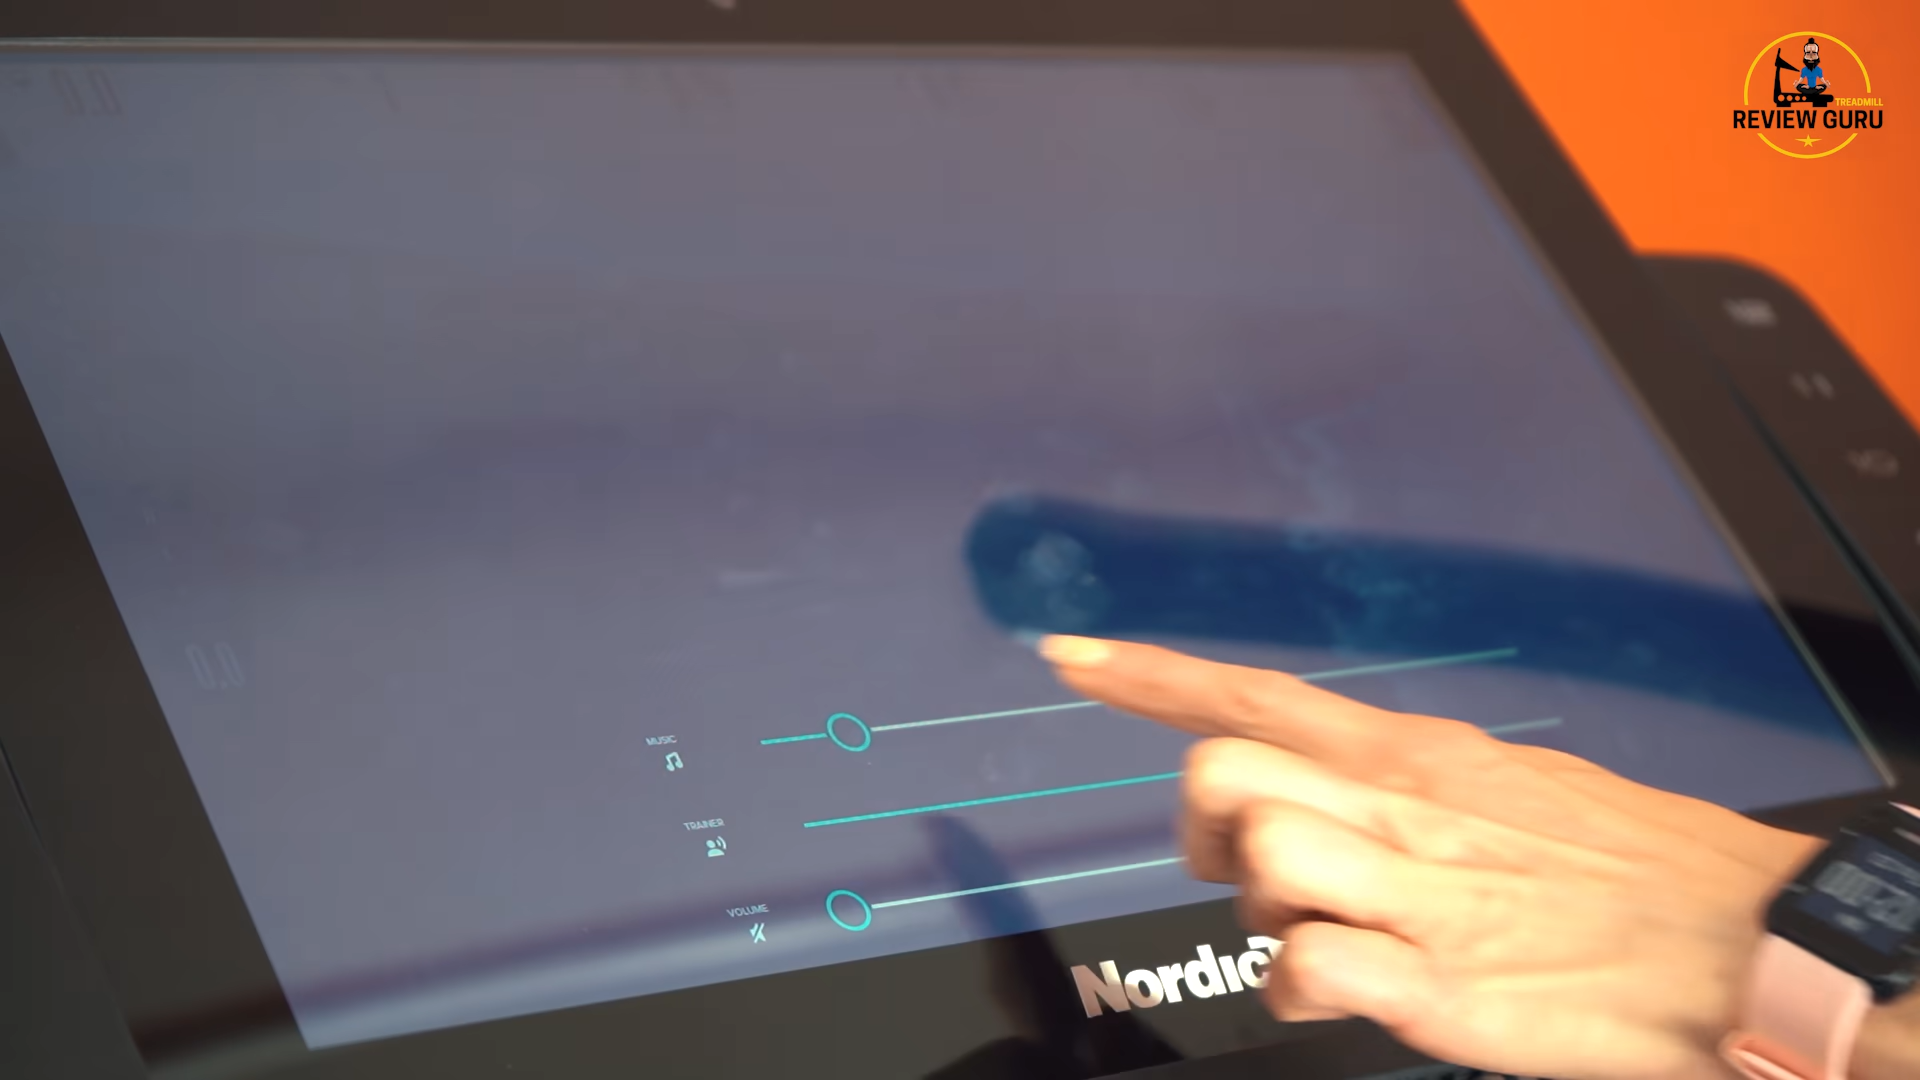 TREADMILL
REVIEW GURU
MUSIC
TRAINER
VOLUME
Nordic